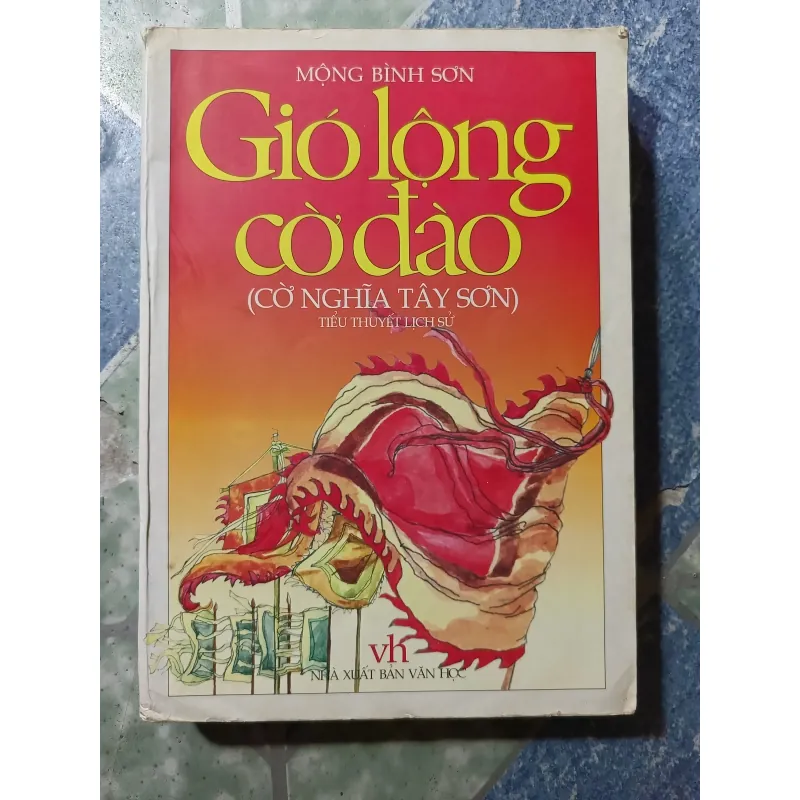 MỘNG BÌNH SƠN
Gió lộng
cờ đào
(CỜ NGHĨA TÂY SƠN)
TIỂU THUYẾT LỊCH SỬ
vh
NHÀ XUẤT BẢN VĂN HỌC